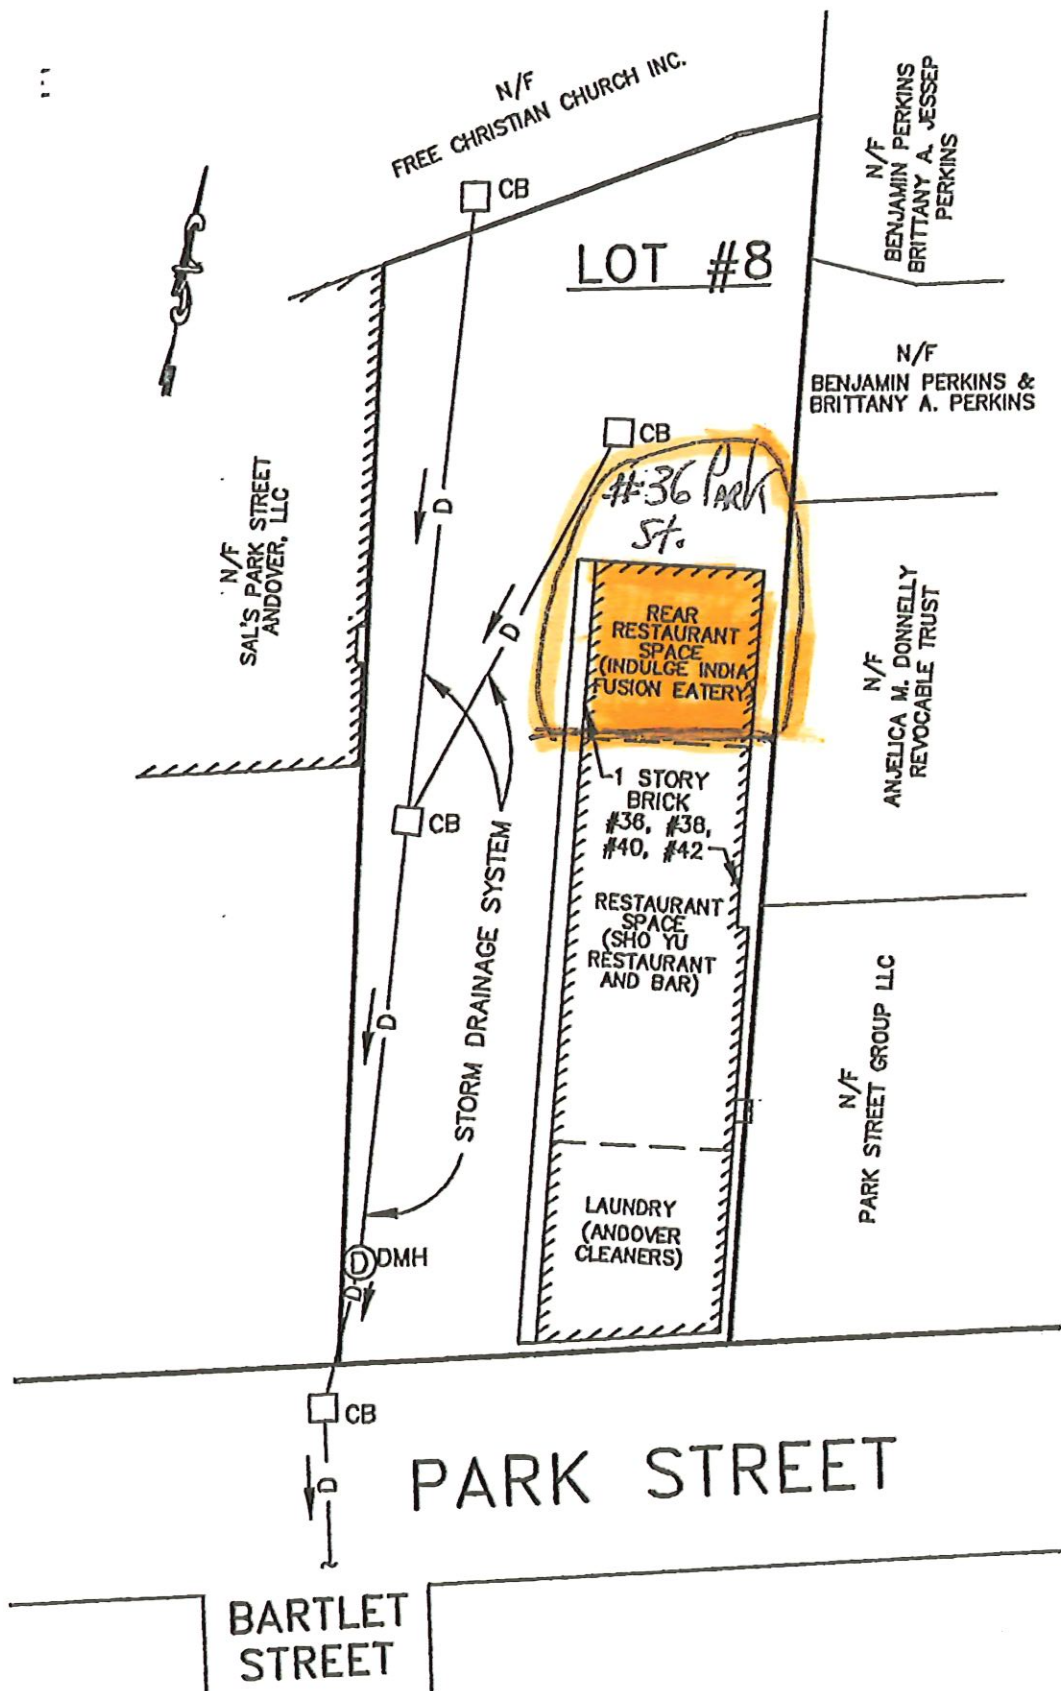 N/F
FREE CHRISTIAN CHURCH INC.
N/F
BENJAMIN PERKINS
BRITTANY A. JESSEP
PERKINS
CB
LOT #8
N/F
BENJAMIN PERKINS &
BRITTANY A. PERKINS
CB
#36 Park
St.
D
N/F
SAL'S PARK STREET
ANDOVER, LLC
D
REAR
RESTAURANT
SPACE
(INDULGE INDIA
FUSION EATERY)
N/F
ANJELICA M. DONNELLY
REVOCABLE TRUST
1 STORY
BRICK
#36, #38,
#40, #42
CB
STORM DRAINAGE SYSTEM
RESTAURANT
SPACE
(SHO YU
RESTAURANT
AND BAR)
D
N/F
PARK STREET GROUP LLC
LAUNDRY
(ANDOVER
CLEANERS)
D DMH
D
CB
D
PARK STREET
BARTLET
STREET